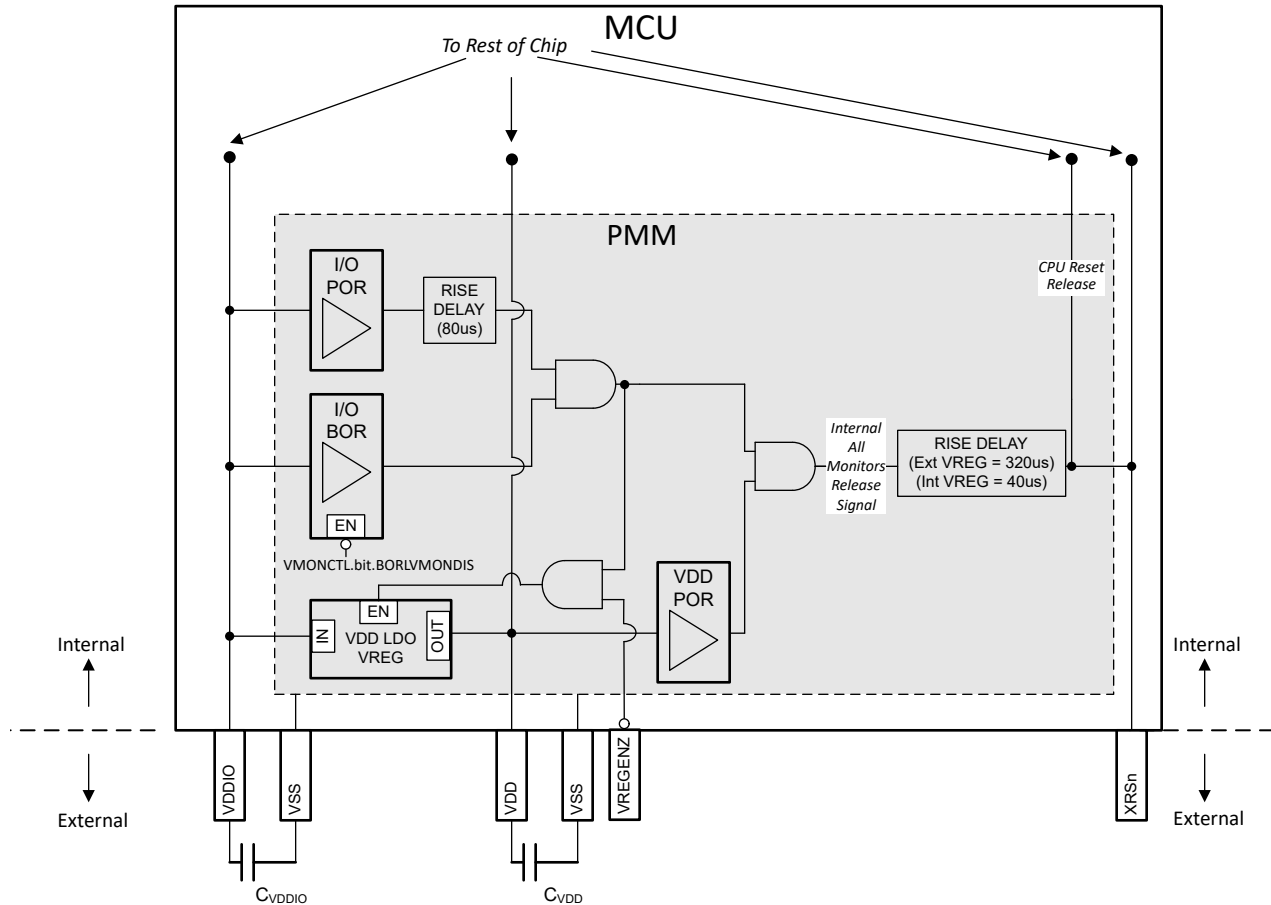 MCU
To Rest of Chip
PMM
I/O
POR
RISE
DELAY
(80us)
CPU Reset
Release
I/O
BOR
EN
VMONCTL.bit.BORLVMONDIS
Internal
All
Monitors
Release
Signal
RISE DELAY
(Ext VREG = 320us)
(Int VREG = 40us)
EN
IN
VDD LDO
VREG
OUT
VDD
POR
Internal
External
Internal
External
VDDIO
VSS
VDD
VSS
VREGENZ
XRSn
CVDDIO
CVDD